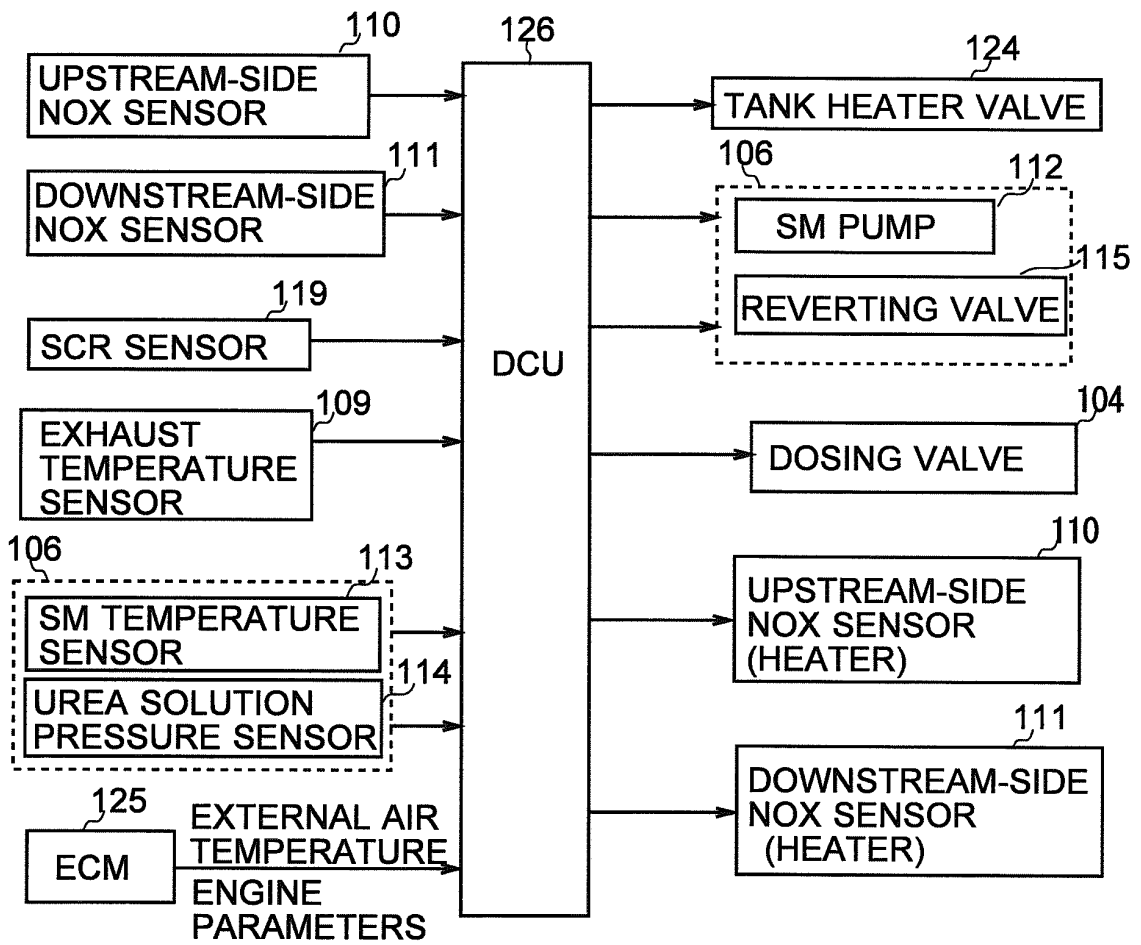 110
UPSTREAM-SIDE
NOX SENSOR
111
DOWNSTREAM-SIDE
NOX SENSOR
119
SCR SENSOR
109
EXHAUST
TEMPERATURE
SENSOR
106
113
SM TEMPERATURE
SENSOR
114
UREA SOLUTION
PRESSURE SENSOR
125
ECM
EXTERNAL AIR
TEMPERATURE
ENGINE
PARAMETERS
126
DCU
124
TANK HEATER VALVE
106
112
SM PUMP
115
REVERTING VALVE
104
DOSING VALVE
110
UPSTREAM-SIDE
NOX SENSOR
(HEATER)
111
DOWNSTREAM-SIDE
NOX SENSOR
(HEATER)